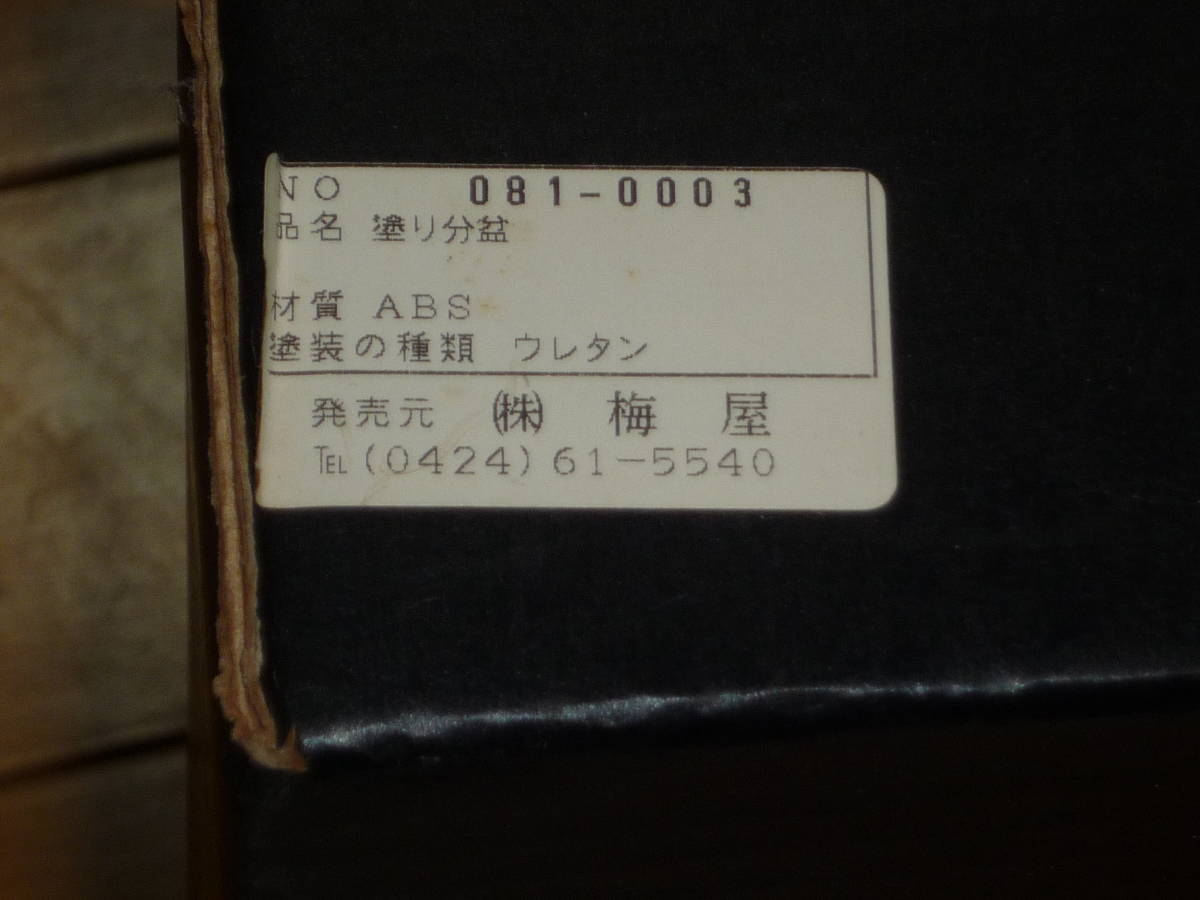 NO 081-0003
品名 塗り分盆
材質 ABS
塗装の種類 ウレタン
発売元 ㈱ 梅屋
℡(0424)61-5540